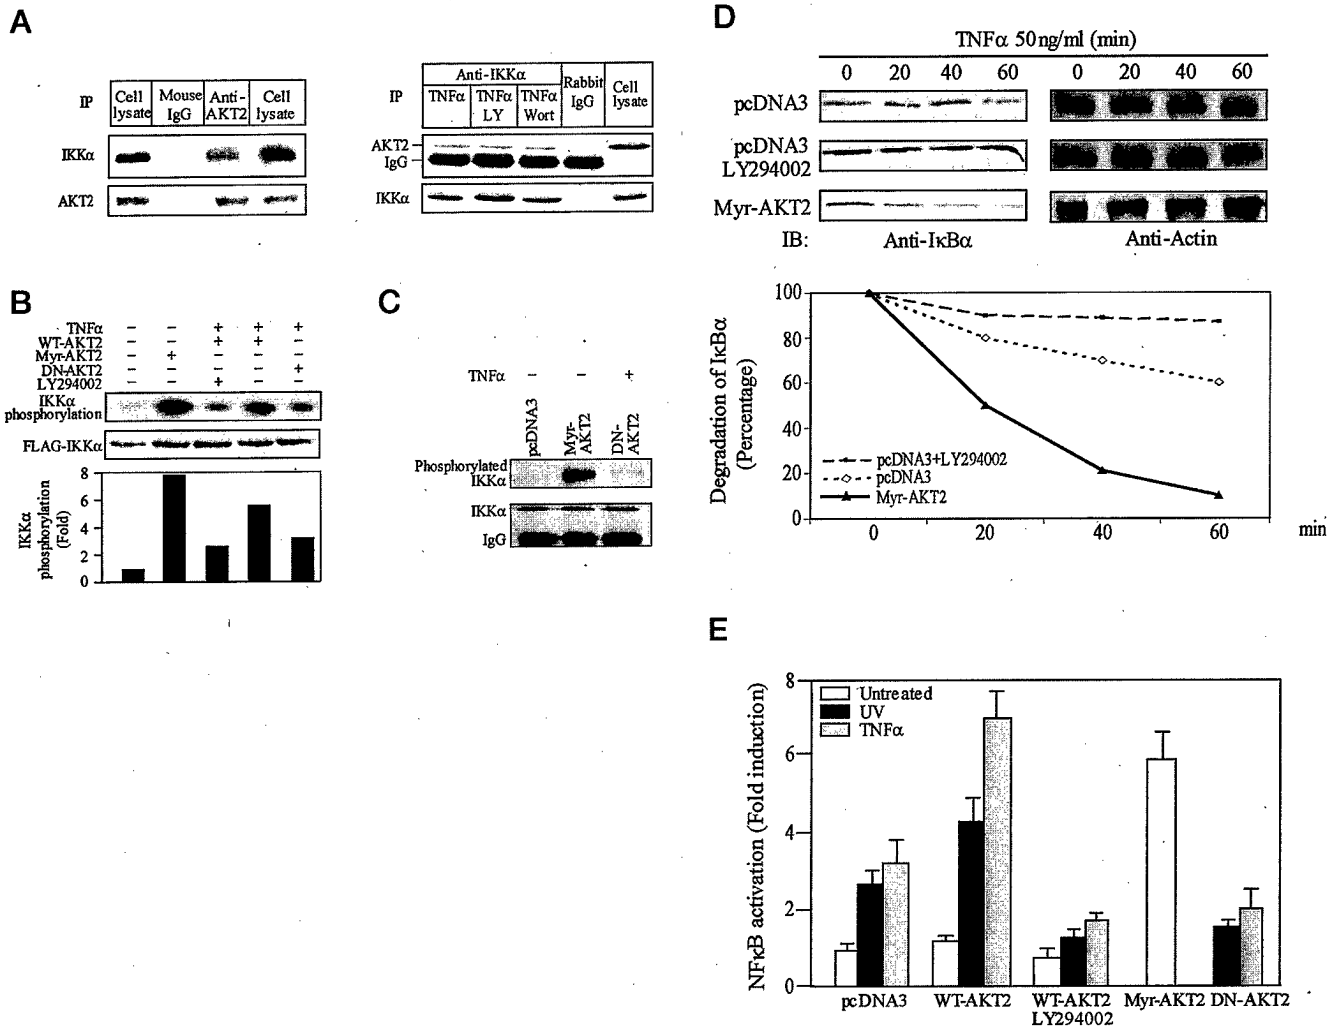 A
IP
Cell lysate
Mouse IgG
Anti-AKT2
Cell lysate
IKKα
AKT2
IP
Anti-IKKα
TNFα
TNFα LY
TNFα Wort
Rabbit IgG
Cell lysate
AKT2
IgG
IKKα
B
TNFα – – + + +
WT-AKT2 – – + + –
Myr-AKT2 – + – – –
DN-AKT2 – – – – +
LY294002 – – + – –
IKKα phosphorylation
FLAG-IKKα
IKKα phosphorylation (Fold)
8
6
4
2
0
C
TNFα – – +
pcDNA3
Myr-AKT2
DN-AKT2
Phosphorylated IKKα
IKKα
IgG
D
TNFα 50ng/ml (min)
0 20 40 60 0 20 40 60
pcDNA3
pcDNA3 LY294002
Myr-AKT2
IB: Anti-IκBα Anti-Actin
Degradation of IκBα (Percentage)
100
80
60
40
20
0
pcDNA3+LY294002
pcDNA3
Myr-AKT2
0 20 40 60 min
E
NFκB activation (Fold induction)
8
6
4
2
0
Untreated
UV
TNFα
pcDNA3
WT-AKT2
WT-AKT2 LY294002
Myr-AKT2
DN-AKT2